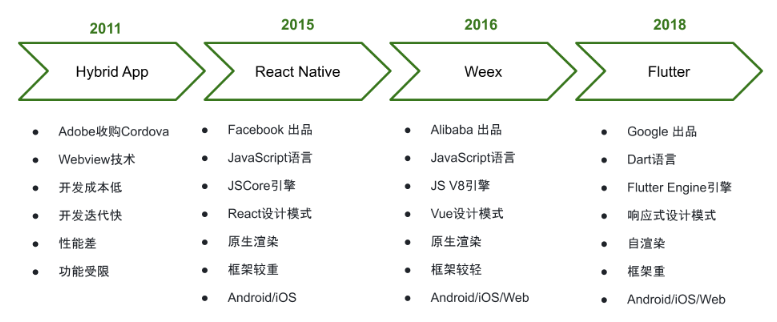 2011
2015
2016
2018
Hybrid App
React Native
Weex
Flutter
● Adobe收购Cordova
● Webview技术
● 开发成本低
● 开发迭代快
● 性能差
● 功能受限
● Facebook 出品
● JavaScript语言
● JSCore引擎
● React设计模式
● 原生渲染
● 框架较重
● Android/iOS
● Alibaba 出品
● JavaScript语言
● JS V8引擎
● Vue设计模式
● 原生渲染
● 框架较轻
● Android/iOS/Web
● Google 出品
● Dart语言
● Flutter Engine引擎
● 响应式设计模式
● 自渲染
● 框架重
● Android/iOS/Web